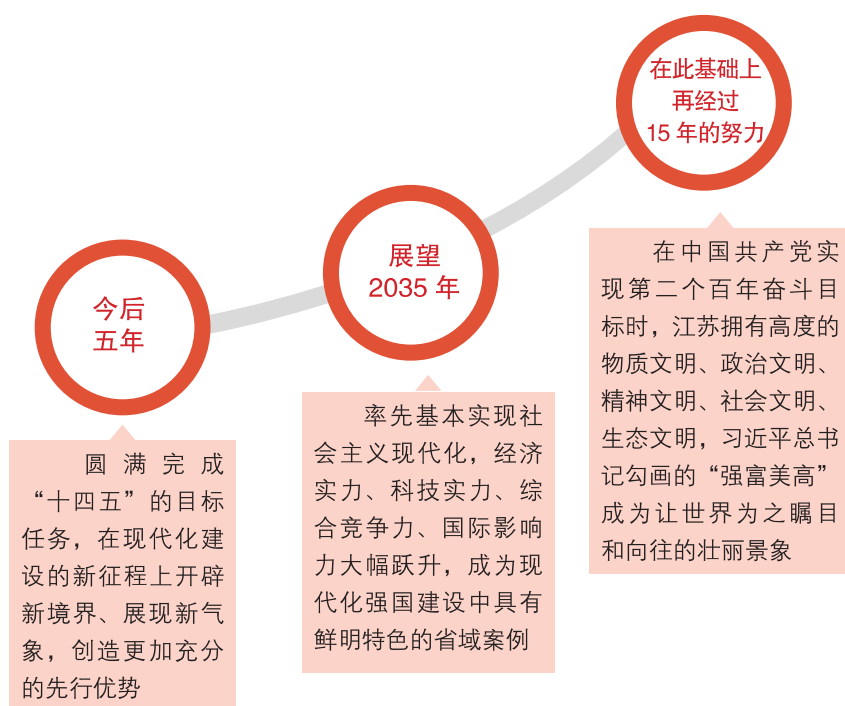 今后
五年
圆满完成
“十四五”的目标
任务，在现代化建
设的新征程上开辟
新境界、展现新气
象，创造更加充分
的先行优势
展望
2035 年
率先基本实现社
会主义现代化，经济
实力、科技实力、综
合竞争力、国际影响
力大幅跃升，成为现
代化强国建设中具有
鲜明特色的省域案例
在此基础上
再经过
15 年的努力
在中国共产党实
现第二个百年奋斗目
标时，江苏拥有高度的
物质文明、政治文明、
精神文明、社会文明、
生态文明，习近平总书
记勾画的“强富美高”
成为让世界为之瞩目
和向往的壮丽景象